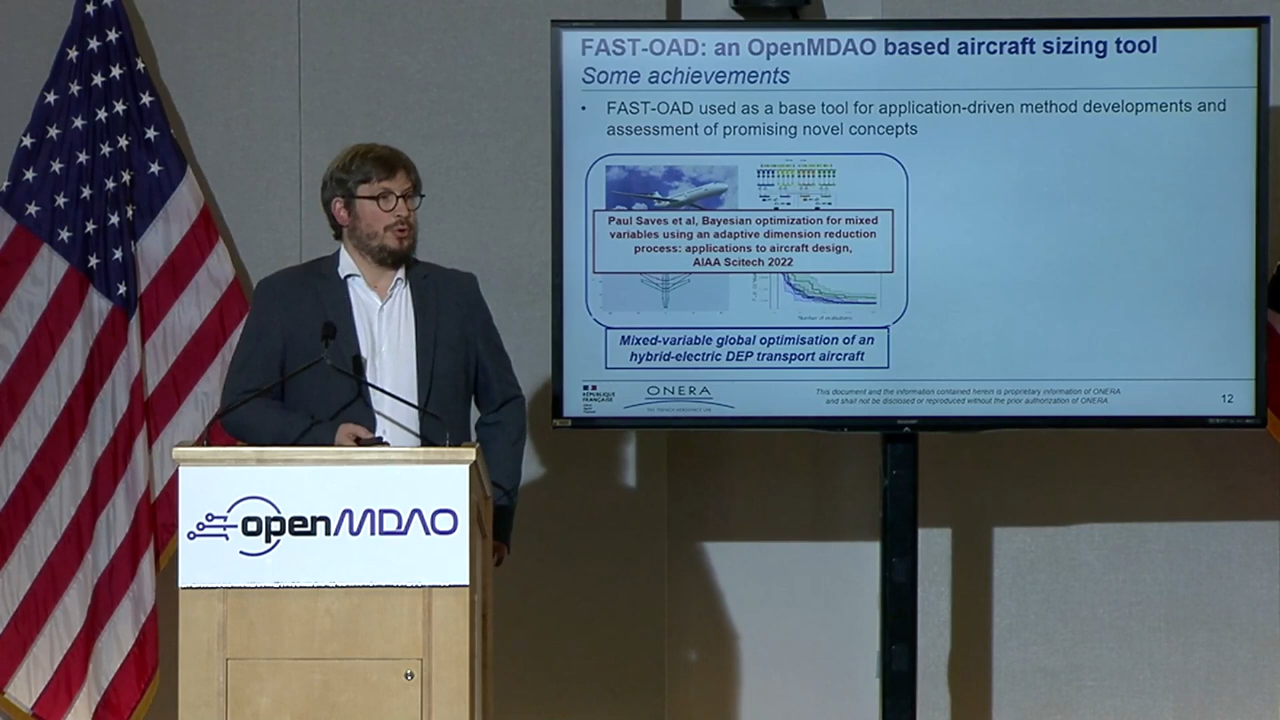 FAST-OAD: an OpenMDAO based aircraft sizing tool
Some achievements
• FAST-OAD used as a base tool for application-driven method developments and
assessment of promising novel concepts
Paul Saves et al, Bayesian optimization for mixed
variables using an adaptive dimension reduction
process: applications to aircraft design,
AIAA Scitech 2022
Number of evaluations
Mixed-variable global optimisation of an
hybrid-electric DEP transport aircraft
RÉPUBLIQUE
FRANÇAISE
ONERA
THE FRENCH AEROSPACE LAB
This document and the information contained herein is proprietary information of ONERA
and shall not be disclosed or reproduced without the prior authorization of ONERA
12
openMDAO